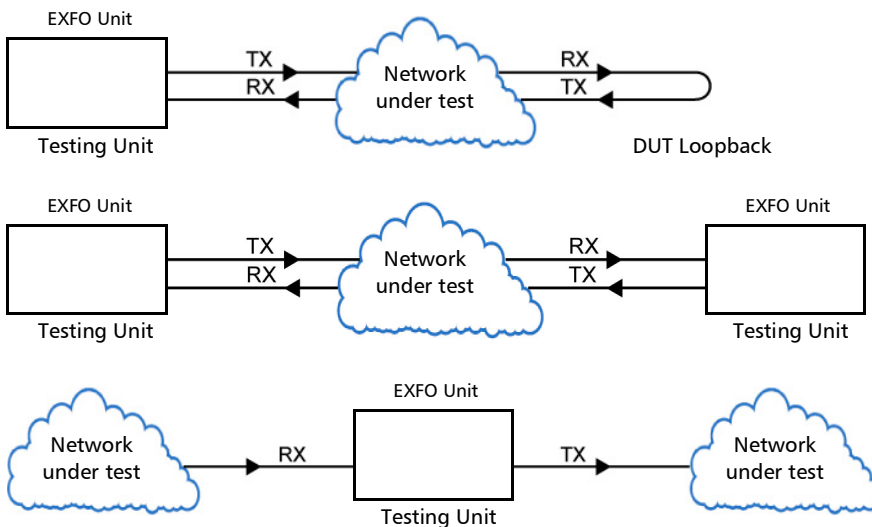 EXFO Unit
TX
RX
Network
under test
RX
TX
Testing Unit
DUT Loopback
EXFO Unit
EXFO Unit
TX
RX
Network
under test
RX
TX
Testing Unit
Testing Unit
EXFO Unit
Network
under test
RX
TX
Network
under test
Testing Unit